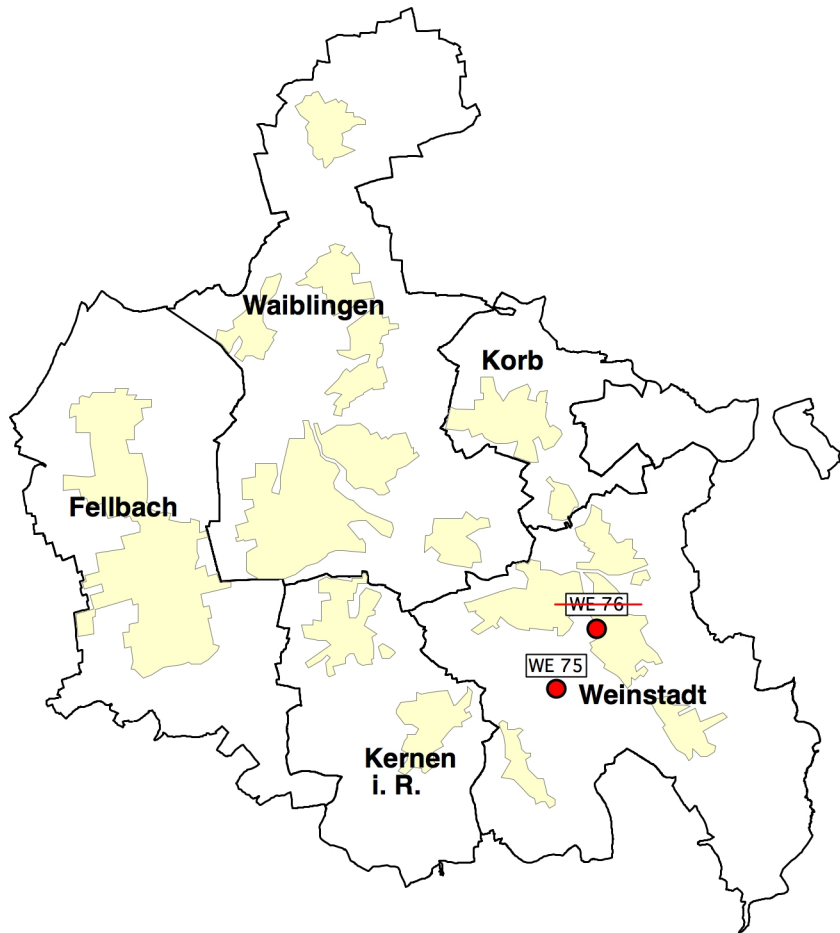 Waiblingen
Korb
Fellbach
WE 76
WE 75
Weinstadt
Kernen
i. R.